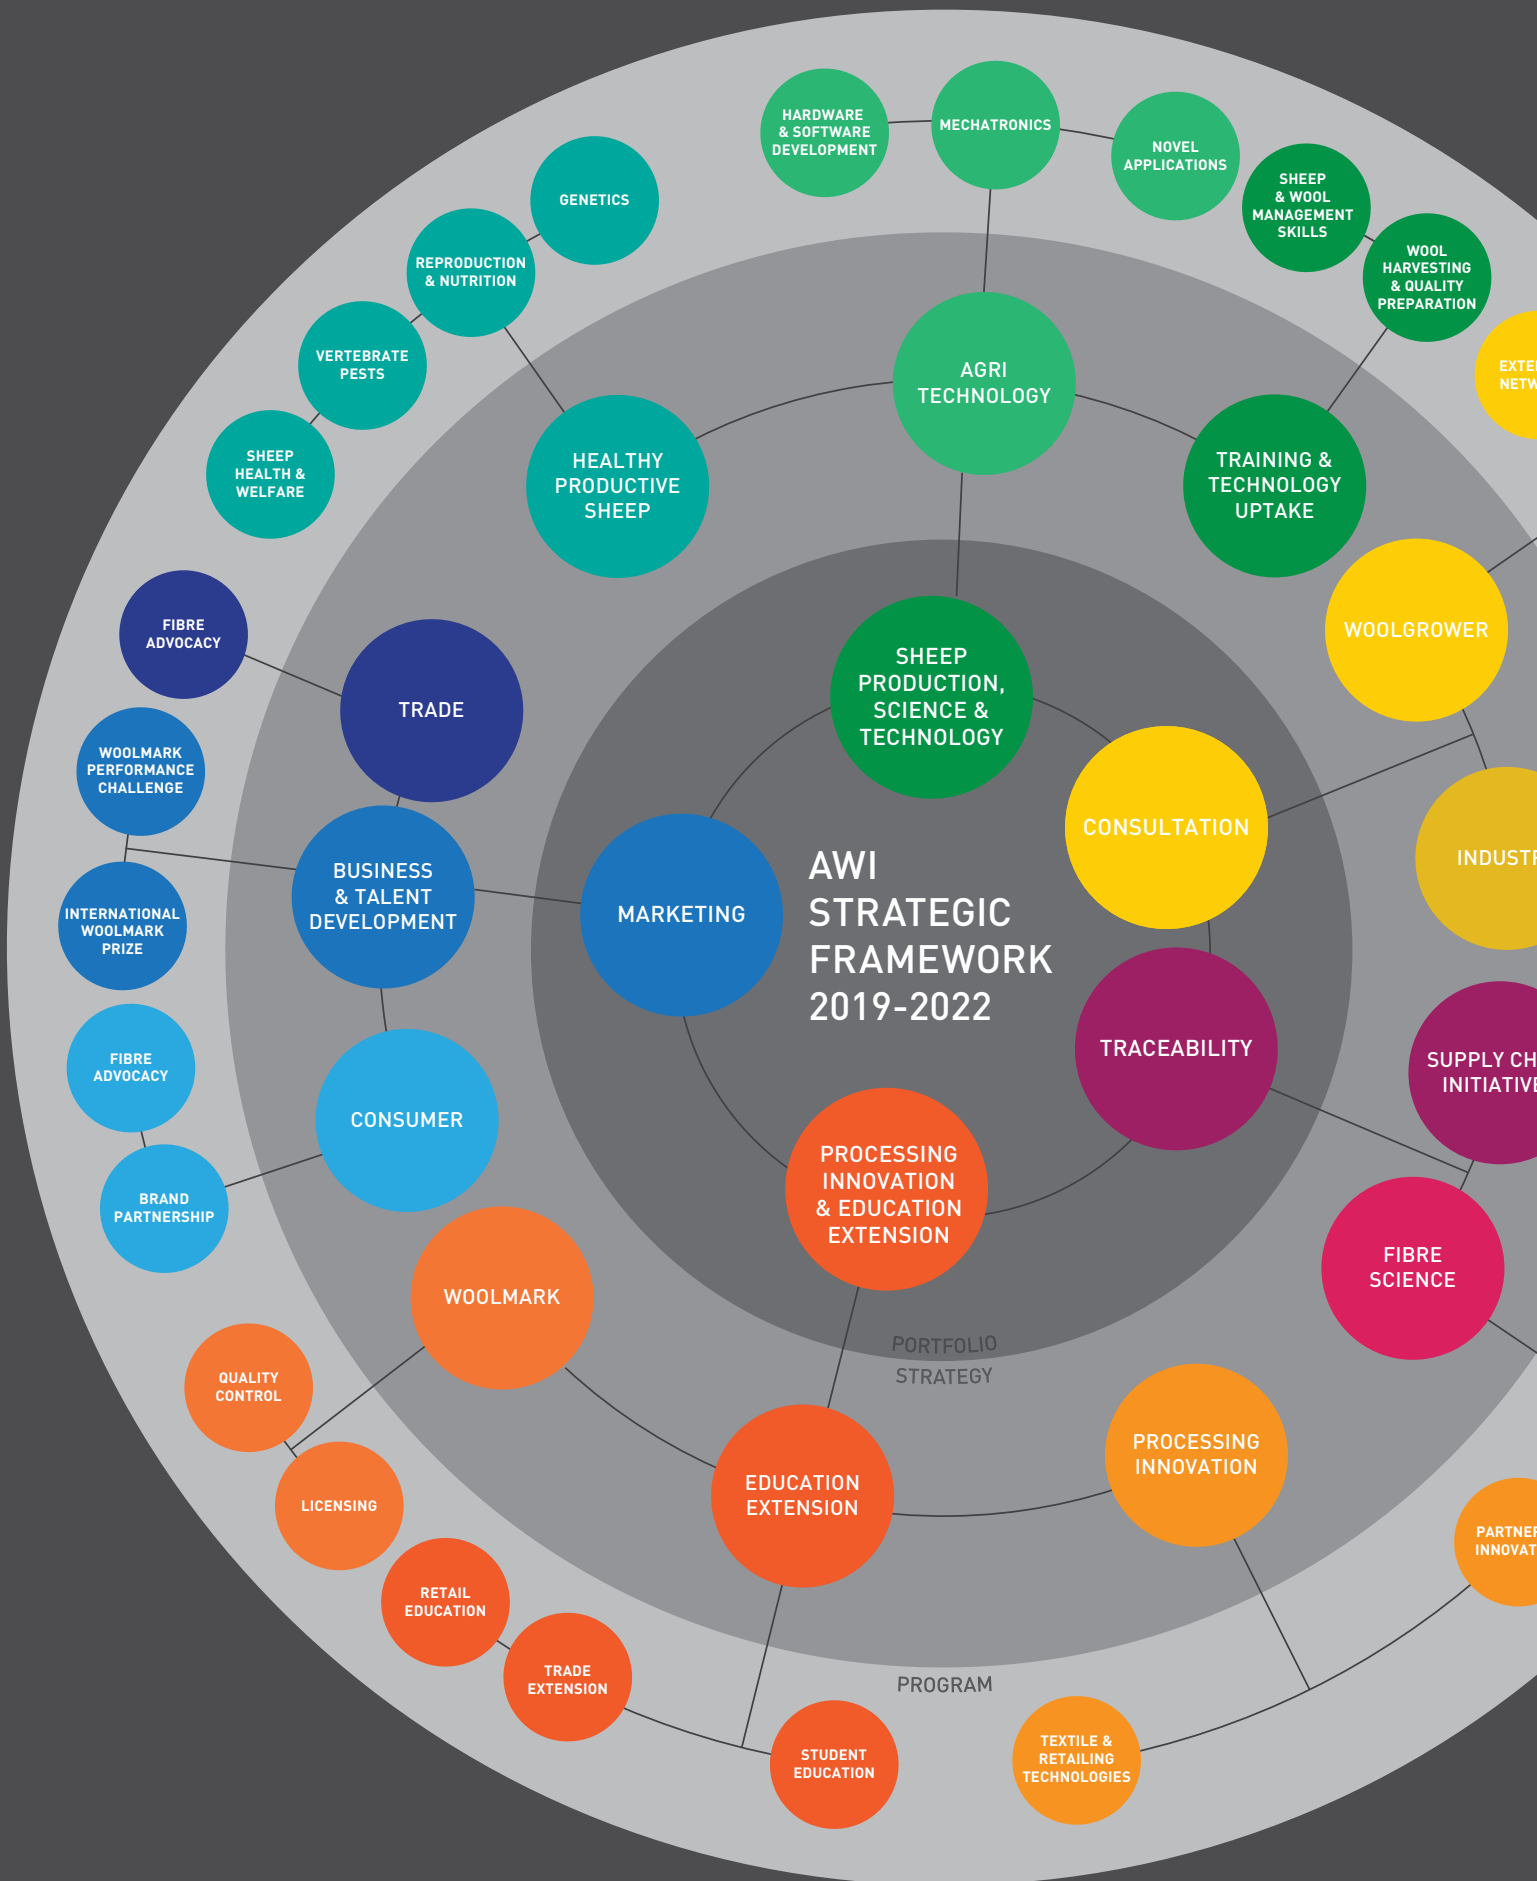 HARDWARE
& SOFTWARE
DEVELOPMENT
MECHATRONICS
NOVEL
APPLICATIONS
SHEEP
& WOOL
MANAGEMENT
SKILLS
WOOL
HARVESTING
& QUALITY
PREPARATION
GENETICS
REPRODUCTION
& NUTRITION
VERTEBRATE
PESTS
SHEEP
HEALTH &
WELFARE
AGRI
TECHNOLOGY
HEALTHY
PRODUCTIVE
SHEEP
TRAINING &
TECHNOLOGY
UPTAKE
WOOLGROWER
FIBRE
ADVOCACY
TRADE
SHEEP
PRODUCTION,
SCIENCE &
TECHNOLOGY
WOOLMARK
PERFORMANCE
CHALLENGE
CONSULTATION
BUSINESS
& TALENT
DEVELOPMENT
MARKETING
AWI
STRATEGIC
FRAMEWORK
2019-2022
INTERNATIONAL
WOOLMARK
PRIZE
TRACEABILITY
SUPPLY
FIBRE
ADVOCACY
CONSUMER
BRAND
PARTNERSHIP
PROCESSING
INNOVATION
& EDUCATION
EXTENSION
WOOLMARK
FIBRE
SCIENCE
PORTFOLIO
STRATEGY
QUALITY
CONTROL
LICENSING
EDUCATION
EXTENSION
PROCESSING
INNOVATION
RETAIL
EDUCATION
TRADE
EXTENSION
PROGRAM
STUDENT
EDUCATION
TEXTILE &
RETAILING
TECHNOLOGIES